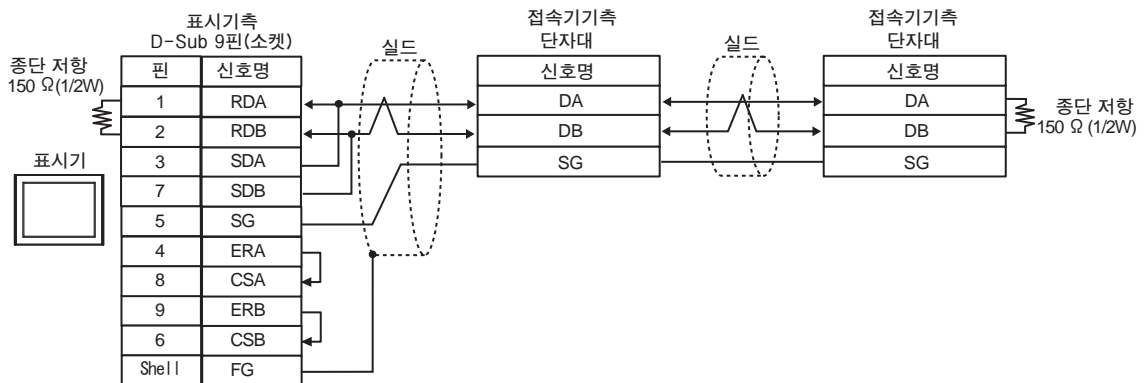 표시기측
D-Sub 9핀(소켓)
종단 저항
150 Ω(1/2W)
표시기
핀 신호명
1 RDA
2 RDB
3 SDA
7 SDB
5 SG
4 ERA
8 CSA
9 ERB
6 CSB
Shell FG
실드
접속기기측
단자대
신호명
DA
DB
SG
실드
접속기기측
단자대
신호명
DA
DB
SG
종단 저항
150 Ω (1/2W)